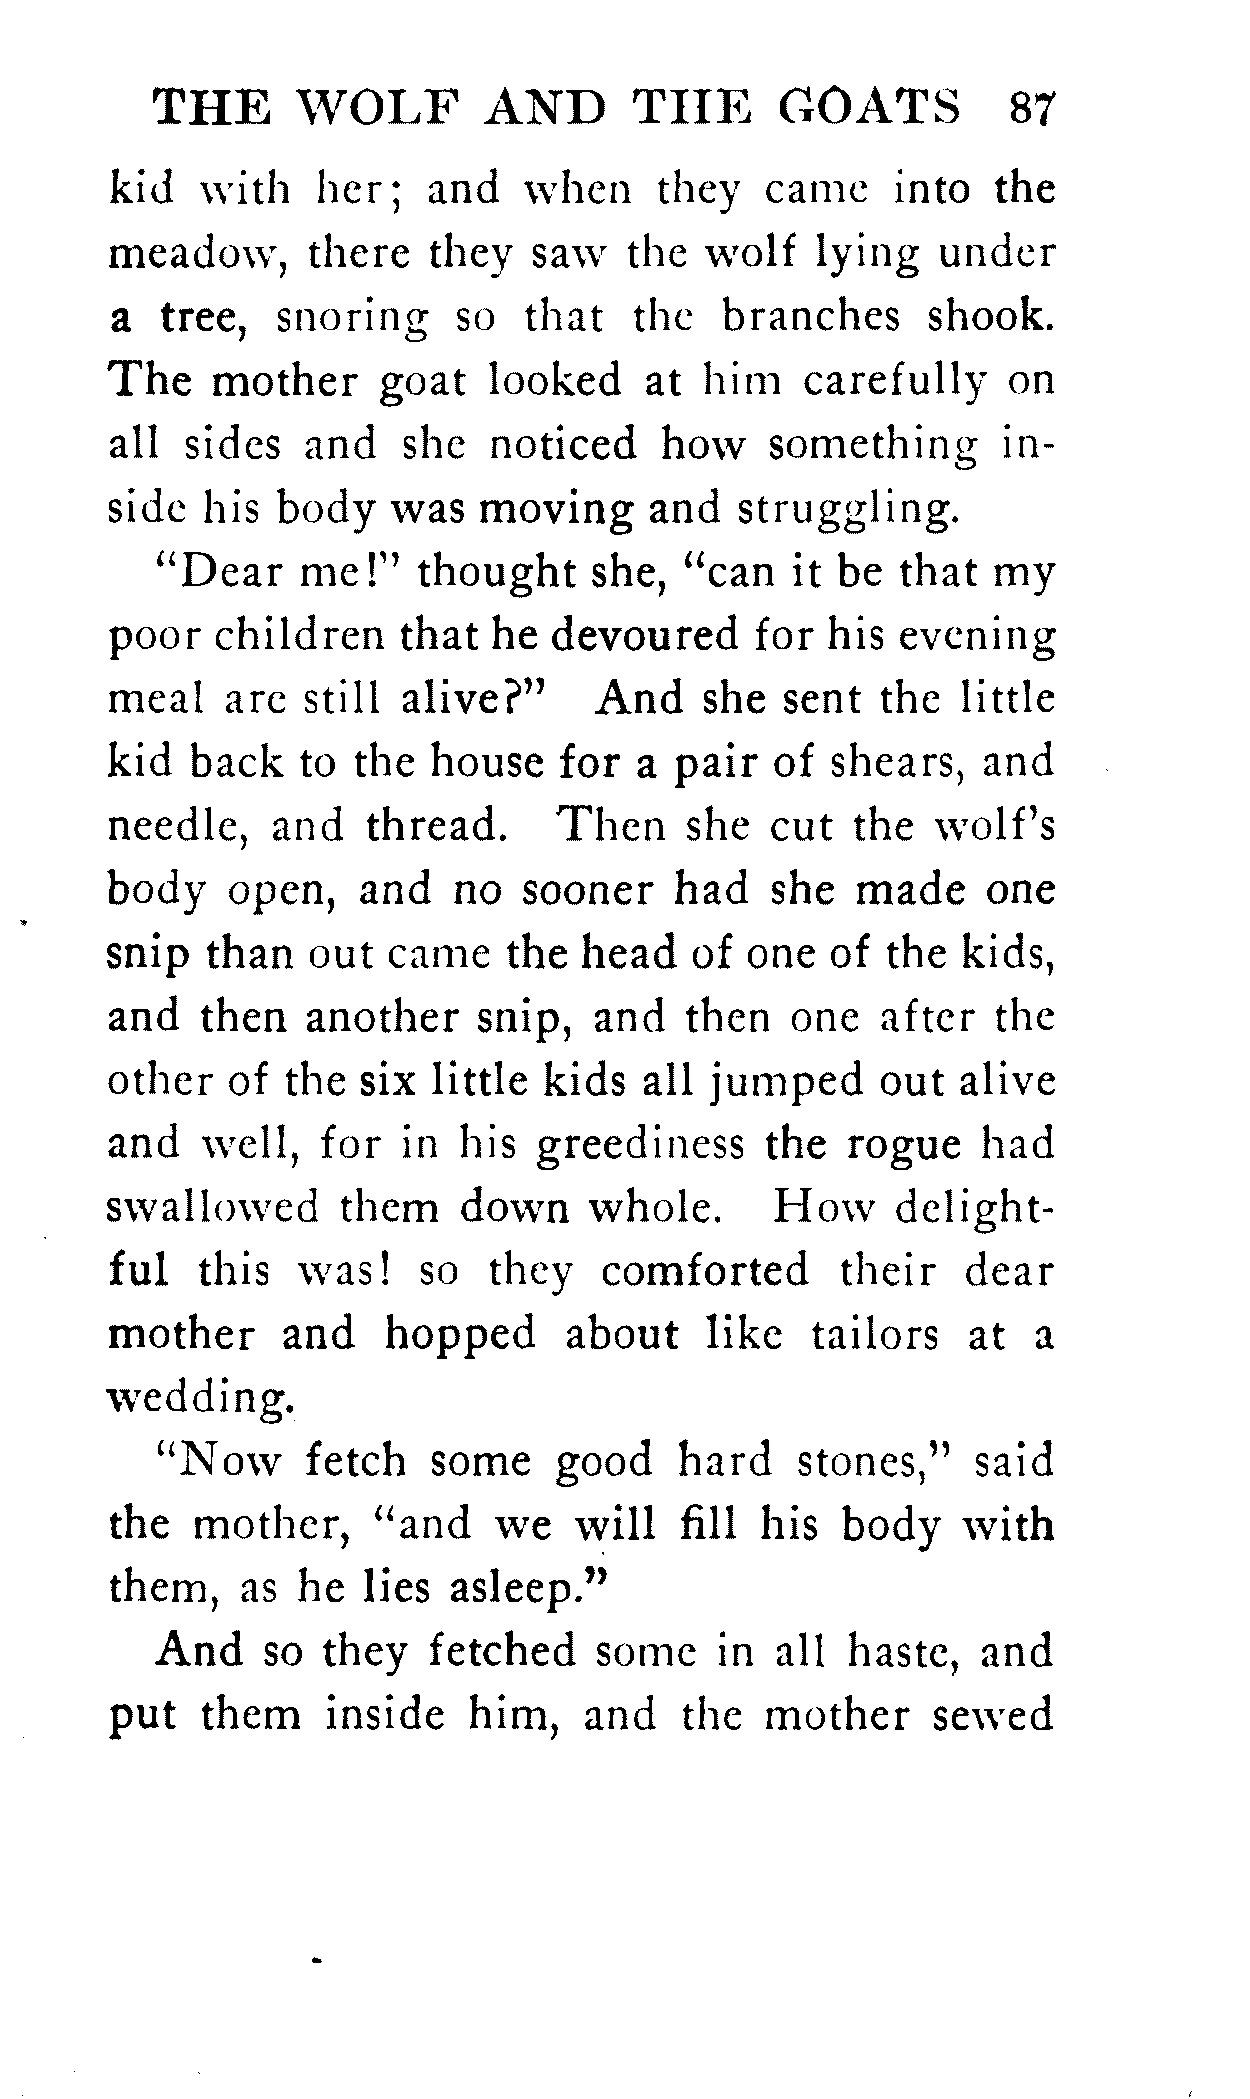 THE WOLF AND THE GOATS 87
kid with her; and when they came into the
meadow, there they saw the wolf lying under
a tree, snoring so that the branches shook.
The mother goat looked at him carefully on
all sides and she noticed how something in-
side his body was moving and struggling.
"Dear me!" thought she, "can it be that my
poor children that he devoured for his evening
meal are still alive?" And she sent the little
kid back to the house for a pair of shears, and
needle, and thread. Then she cut the wolf's
body open, and no sooner had she made one
snip than out came the head of one of the kids,
and then another snip, and then one after the
other of the six little kids all jumped out alive
and well, for in his greediness the rogue had
swallowed them down whole. How delight-
ful this was! so they comforted their dear
mother and hopped about like tailors at a
wedding.
"Now fetch some good hard stones," said
the mother, "and we will fill his body with
them, as he lies asleep."
And so they fetched some in all haste, and
put them inside him, and the mother sewed